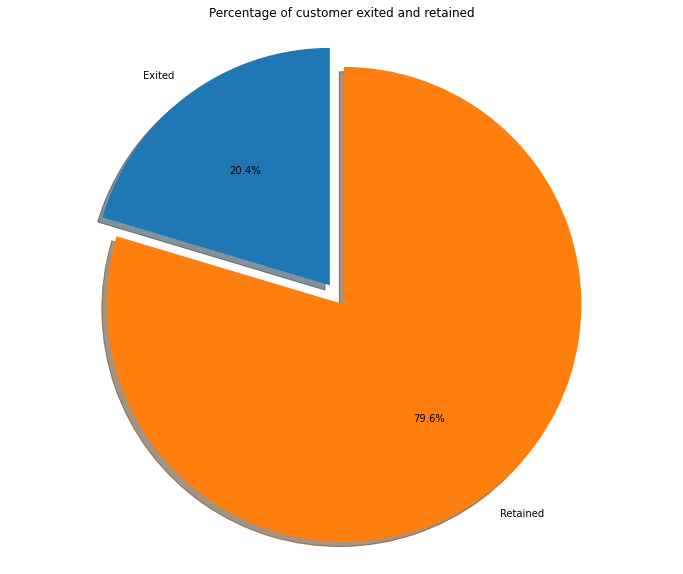 Percentage of customer exited and retained
Exited
20.4%
79.6%
Retained